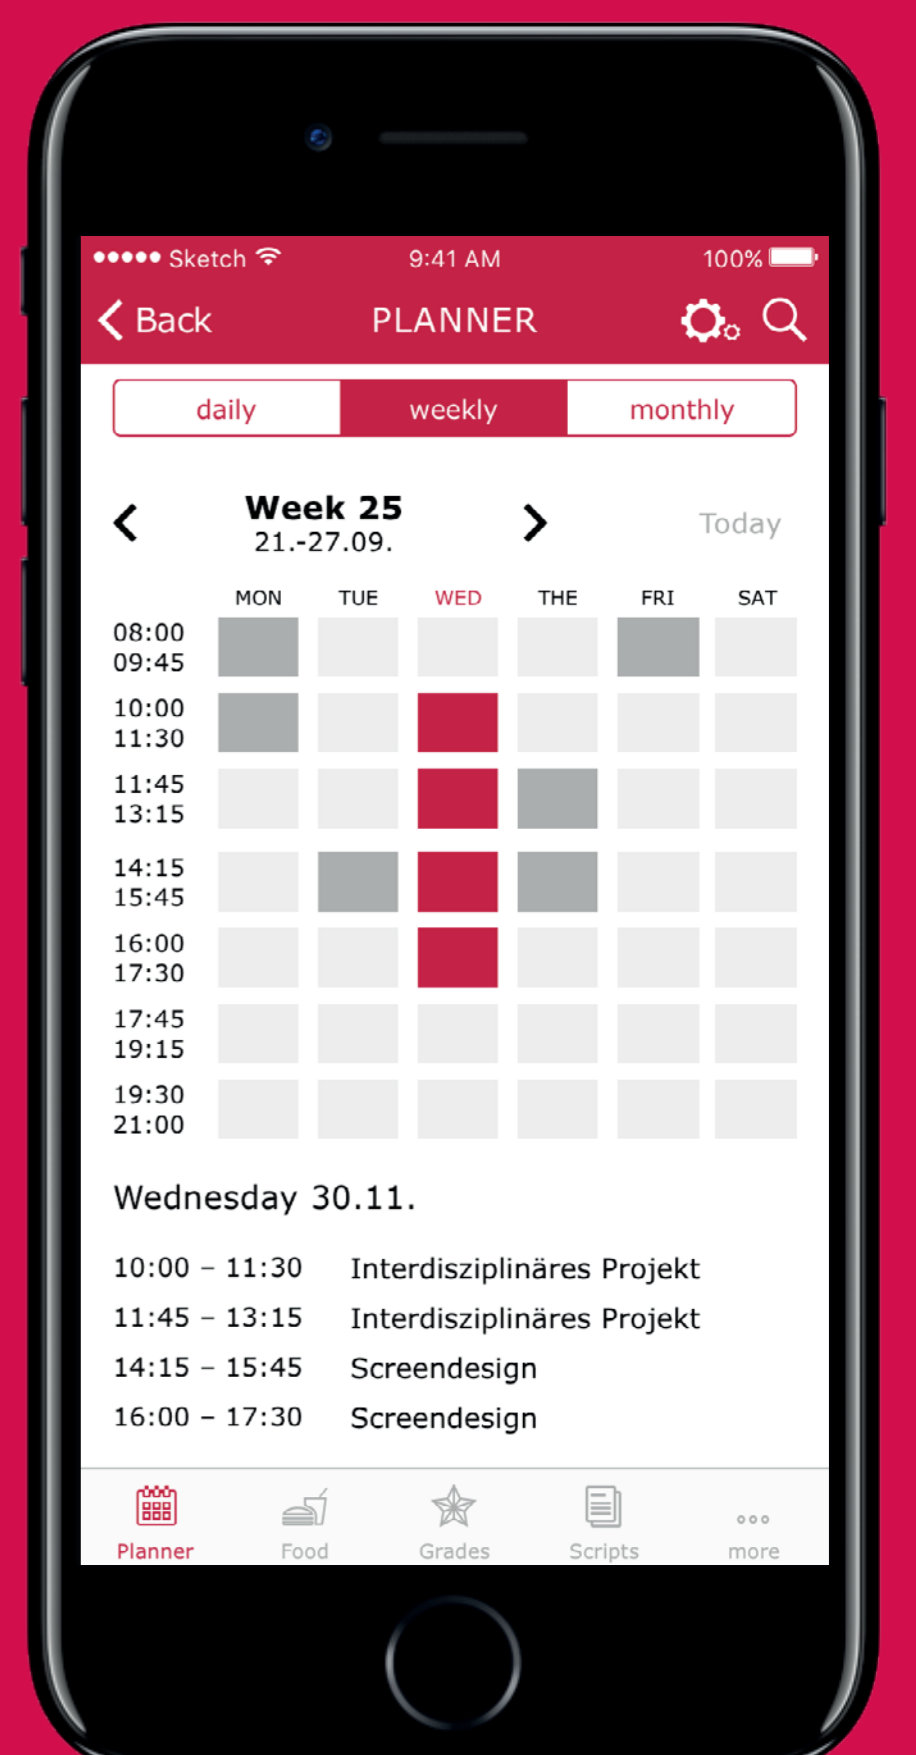 Sketch 9:41 AM 100%
Back PLANNER
daily weekly monthly
Week 25
21.-27.09.
Today
MON TUE WED THE FRI SAT
08:00
09:45
10:00
11:30
11:45
13:15
14:15
15:45
16:00
17:30
17:45
19:15
19:30
21:00
Wednesday 30.11.
10:00 – 11:30 Interdisziplinäres Projekt
11:45 – 13:15 Interdisziplinäres Projekt
14:15 – 15:45 Screendesign
16:00 – 17:30 Screendesign
Planner Food Grades Scripts more